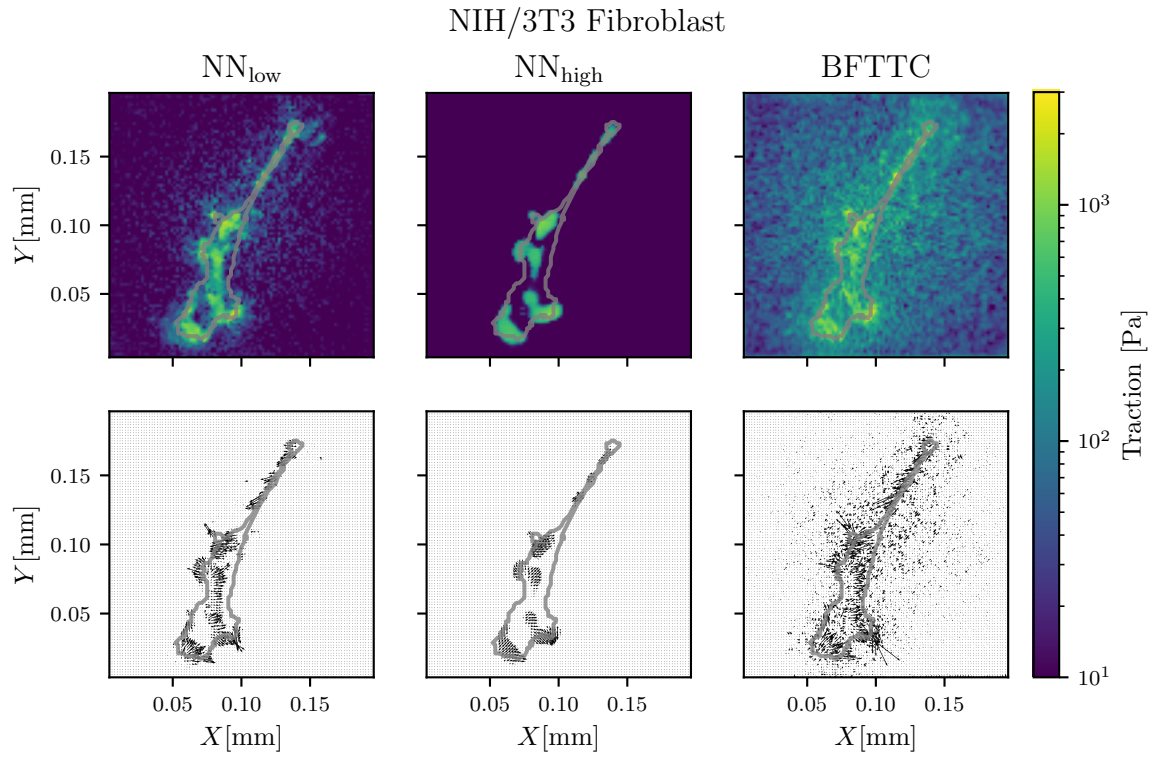 NIH/3T3 Fibroblast
NN_low
NN_high
BFTTC
Y[mm]
0.15
0.10
0.05
10^3
10^2
10^1
Traction [Pa]
Y[mm]
0.15
0.10
0.05
0.05 0.10 0.15
0.05 0.10 0.15
0.05 0.10 0.15
X[mm]
X[mm]
X[mm]